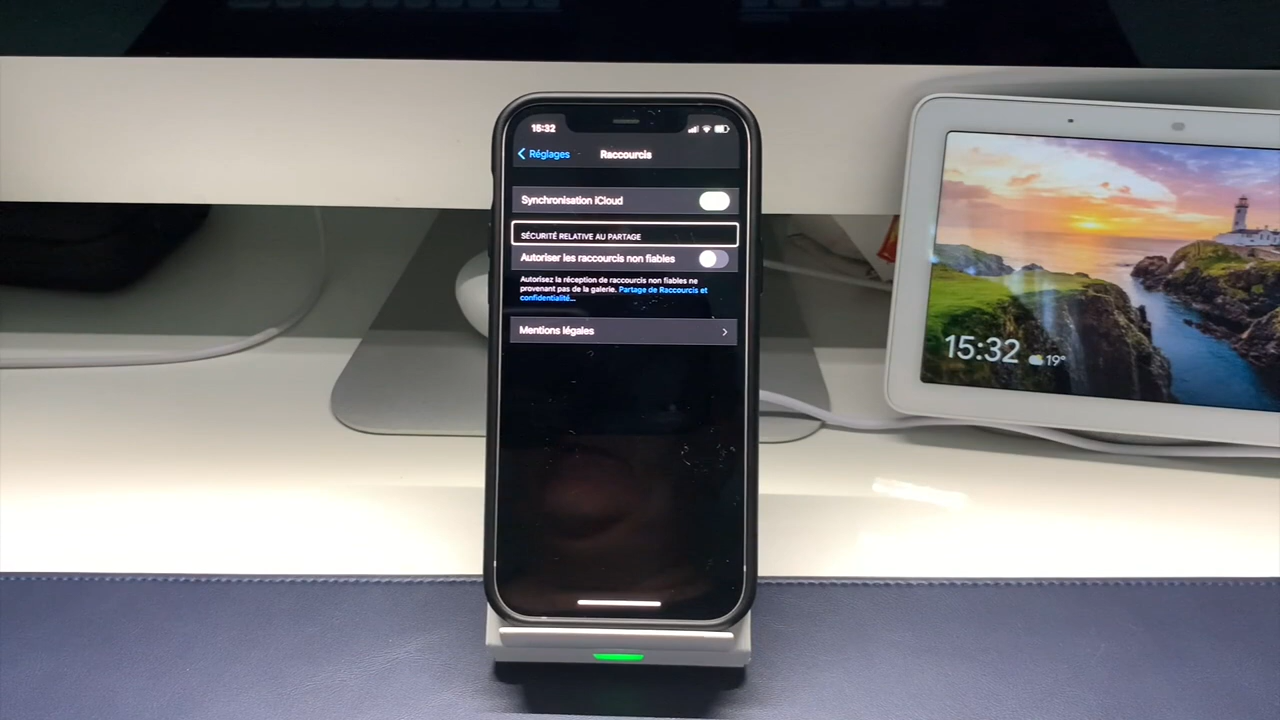 15:32
Réglages
Raccourcis
Synchronisation iCloud
SÉCURITÉ RELATIVE AU PARTAGE
Autoriser les raccourcis non fiables
Autorisez la réception de raccourcis non fiables ne
provenant pas de la galerie. Partage de Raccourcis et
confidentialité...
Mentions légales
15:32 19°